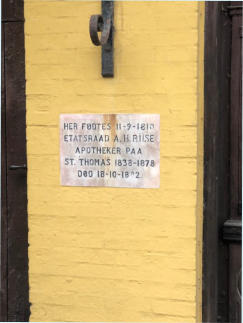 HER FØDTES 11-9-1810
ETATSRAAD A.H. RIISE
APOTHEKER PAA
ST. THOMAS 1838-1878
DØD 18-10-1882